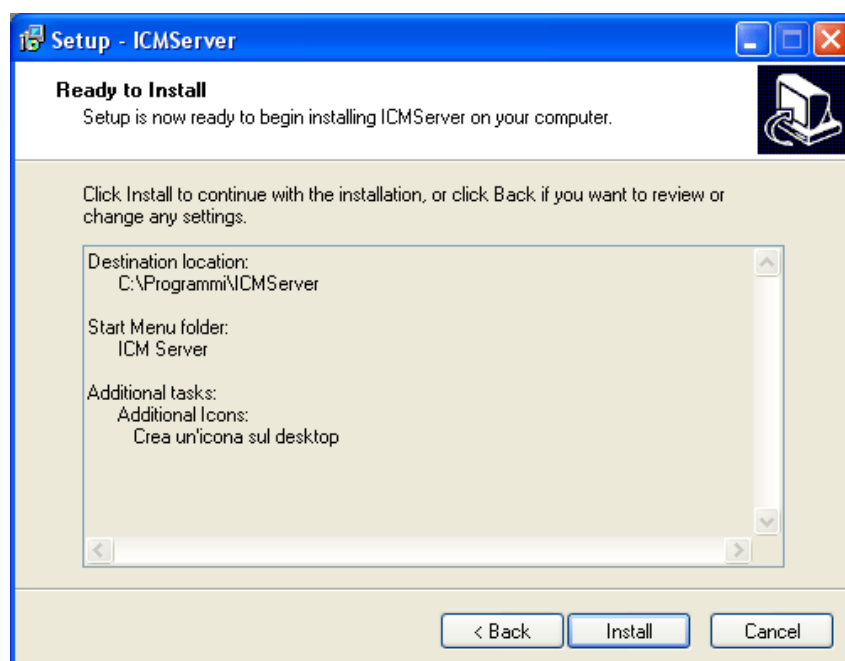 Setup - ICMServer
Ready to Install
Setup is now ready to begin installing ICMServer on your computer.
Click Install to continue with the installation, or click Back if you want to review or
change any settings.
Destination location:
C:\Programmi\ICMServer
Start Menu folder:
ICM Server
Additional tasks:
Additional Icons:
Crea un'icona sul desktop
< Back
Install
Cancel